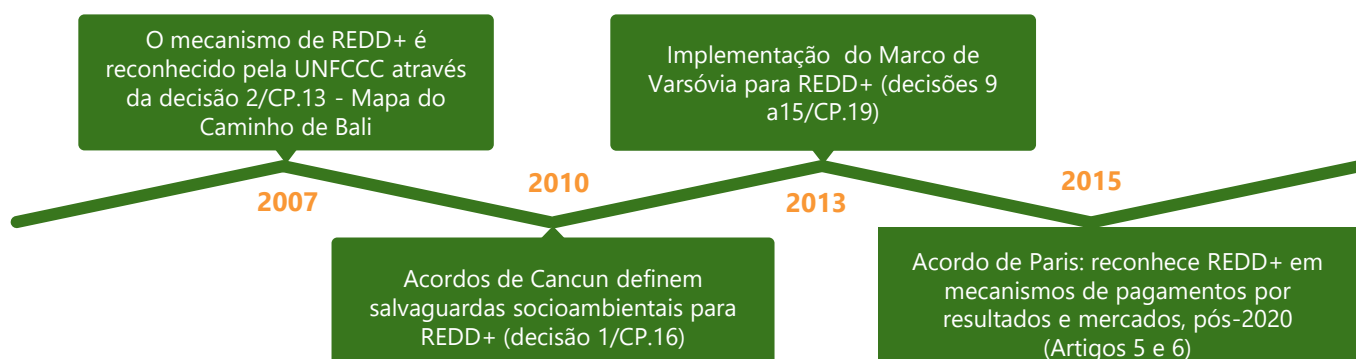 O mecanismo de REDD+ é
reconhecido pela UNFCCC através
da decisão 2/CP.13 - Mapa do
Caminho de Bali
2007
2010
Acordos de Cancun definem
salvaguardas socioambientais para
REDD+ (decisão 1/CP.16)
Implementação do Marco de
Varsóvia para REDD+ (decisões 9
a15/CP.19)
2013
2015
Acordo de Paris: reconhece REDD+ em
mecanismos de pagamentos por
resultados e mercados, pós-2020
(Artigos 5 e 6)